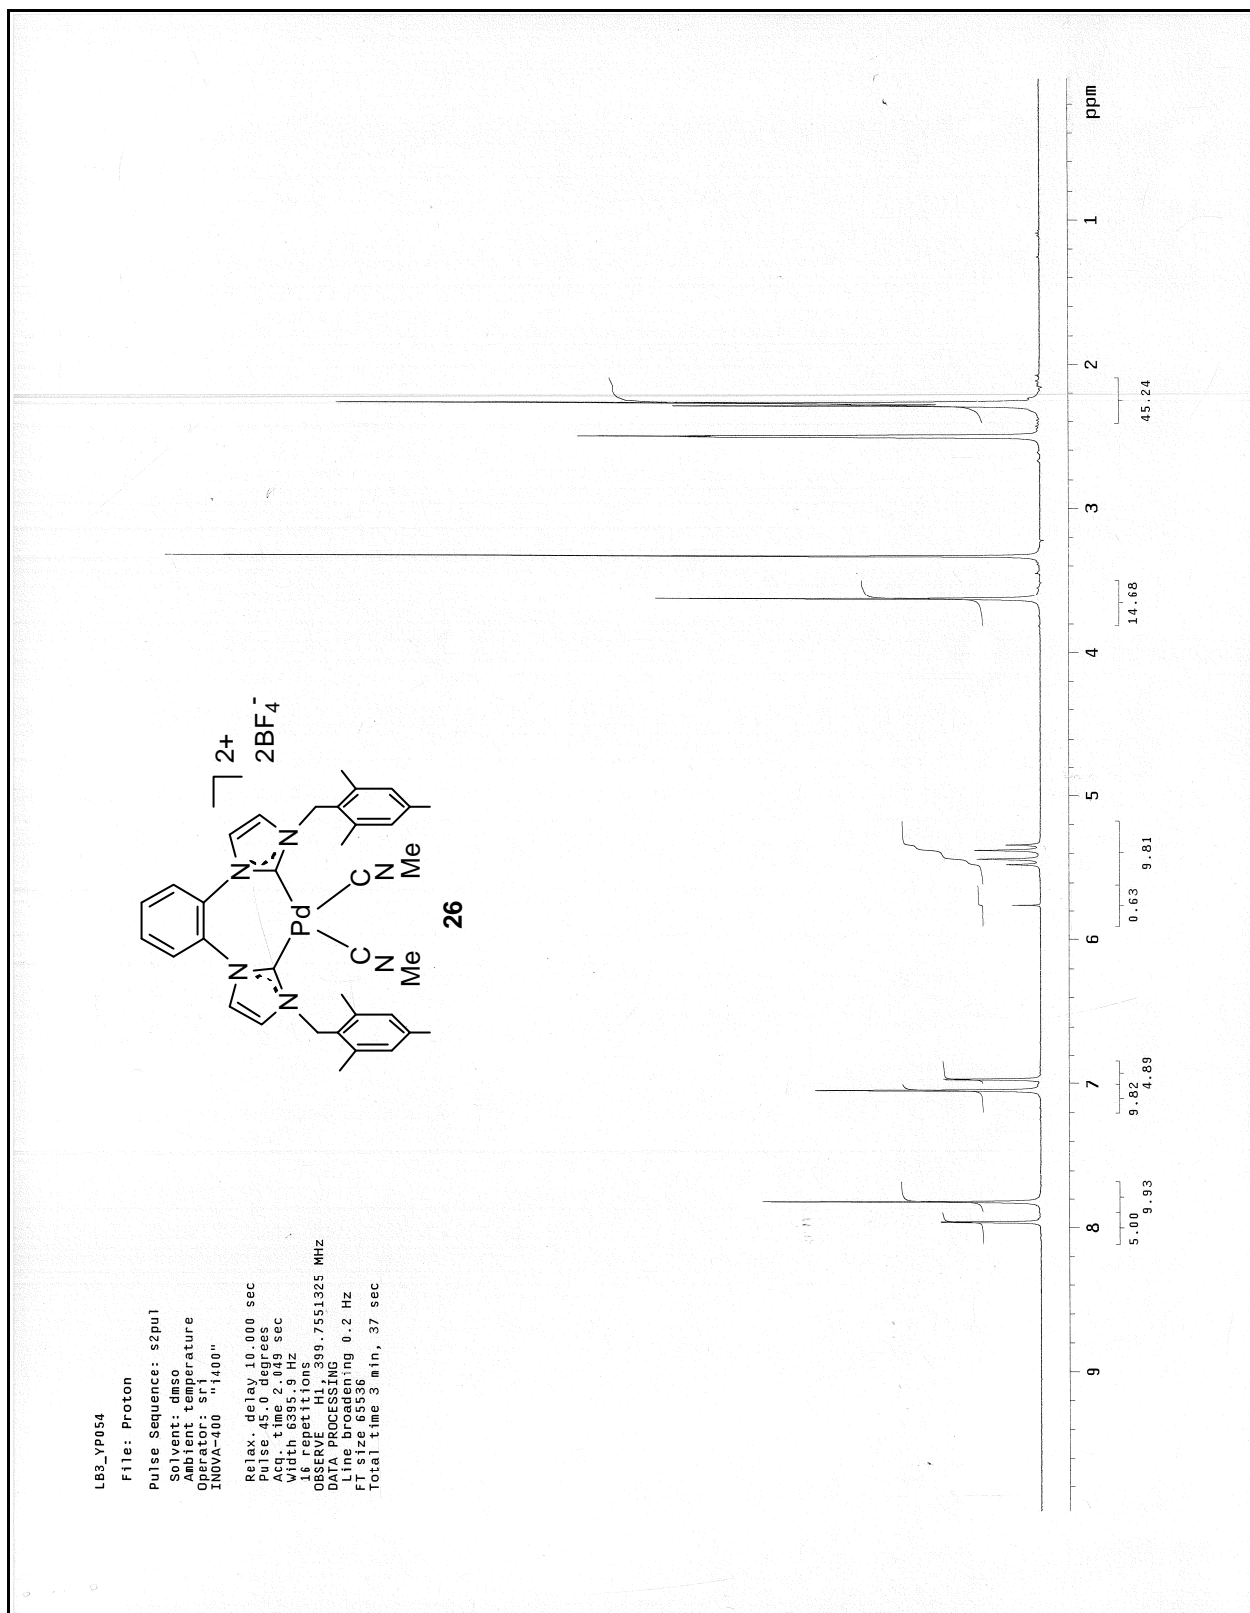 LB3_YP054
File: Proton
Pulse Sequence: s2pul
Solvent: dmso
Ambient temperature
Operator: sri
INOVA-400 "i400"
Relax. delay 10.000 sec
Pulse 45.0 degrees
Acq. time 2.049 sec
Width 6395.9 Hz
16 repetitions
OBSERVE H1, 399.7551325 MHz
DATA PROCESSING
Line broadening 0.2 Hz
FT size 65536
Total time 3 min, 37 sec
2+
2BF4-
N N
N N
Pd
C C
N N
Me Me
26
9 8 7 6 5 4 3 2 1 ppm
5.00 9.82 0.63 14.68
9.93 4.89 9.81 45.24